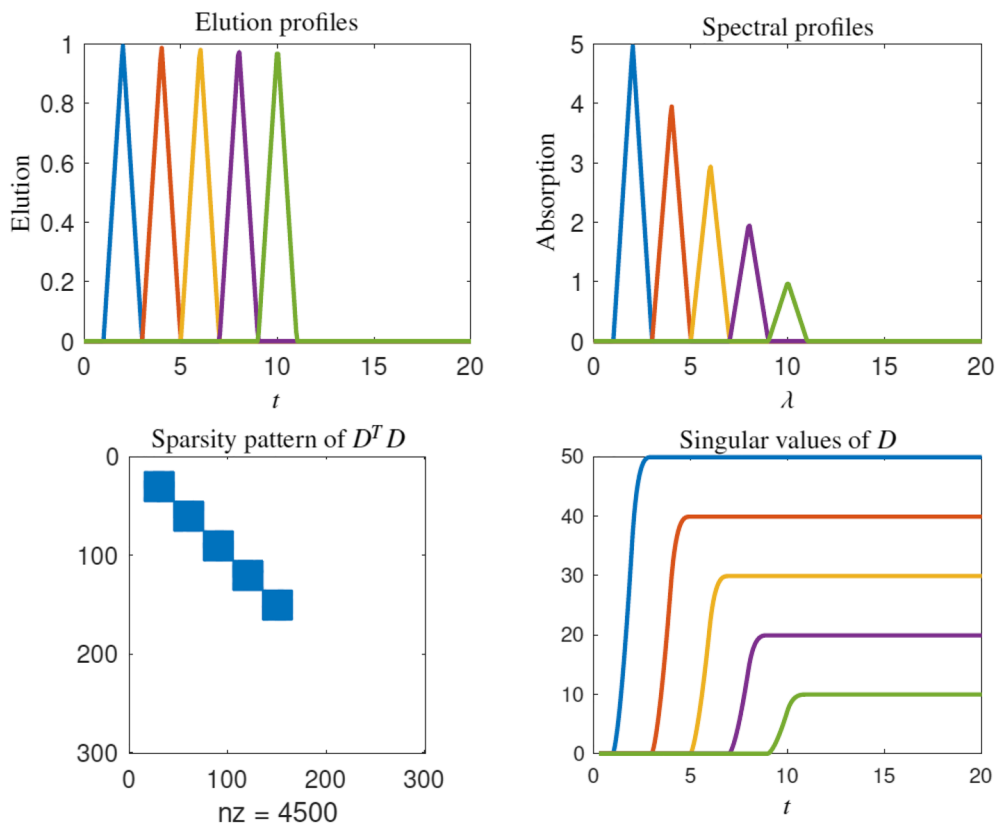 Elution profiles
1
0.8
0.6
0.4
0.2
0
Elution
0 5 10 15 20
t
Spectral profiles
5
4
3
2
1
0
Absorption
0 5 10 15 20
λ
Sparsity pattern of D^T D
0
100
200
300
0 100 200 300
nz = 4500
Singular values of D
50
40
30
20
10
0
0 5 10 15 20
t